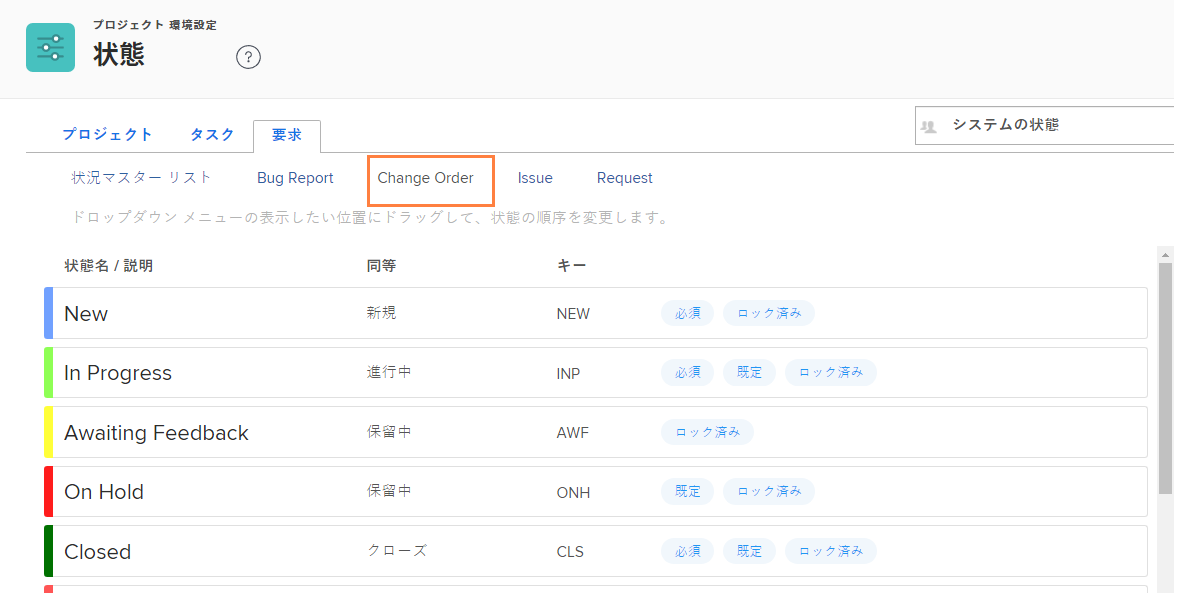 プロジェクト 環境設定
状態
?
プロジェクト タスク 要求
システムの状態
状況マスター リスト Bug Report Change Order Issue Request
ドロップダウン メニューの表示したい位置にドラッグして、状態の順序を変更します。
状態名 / 説明 同等 キー
New 新規 NEW 必須 ロック済み
In Progress 進行中 INP 必須 既定 ロック済み
Awaiting Feedback 保留中 AWF ロック済み
On Hold 保留中 ONH 既定 ロック済み
Closed クローズ CLS 必須 既定 ロック済み